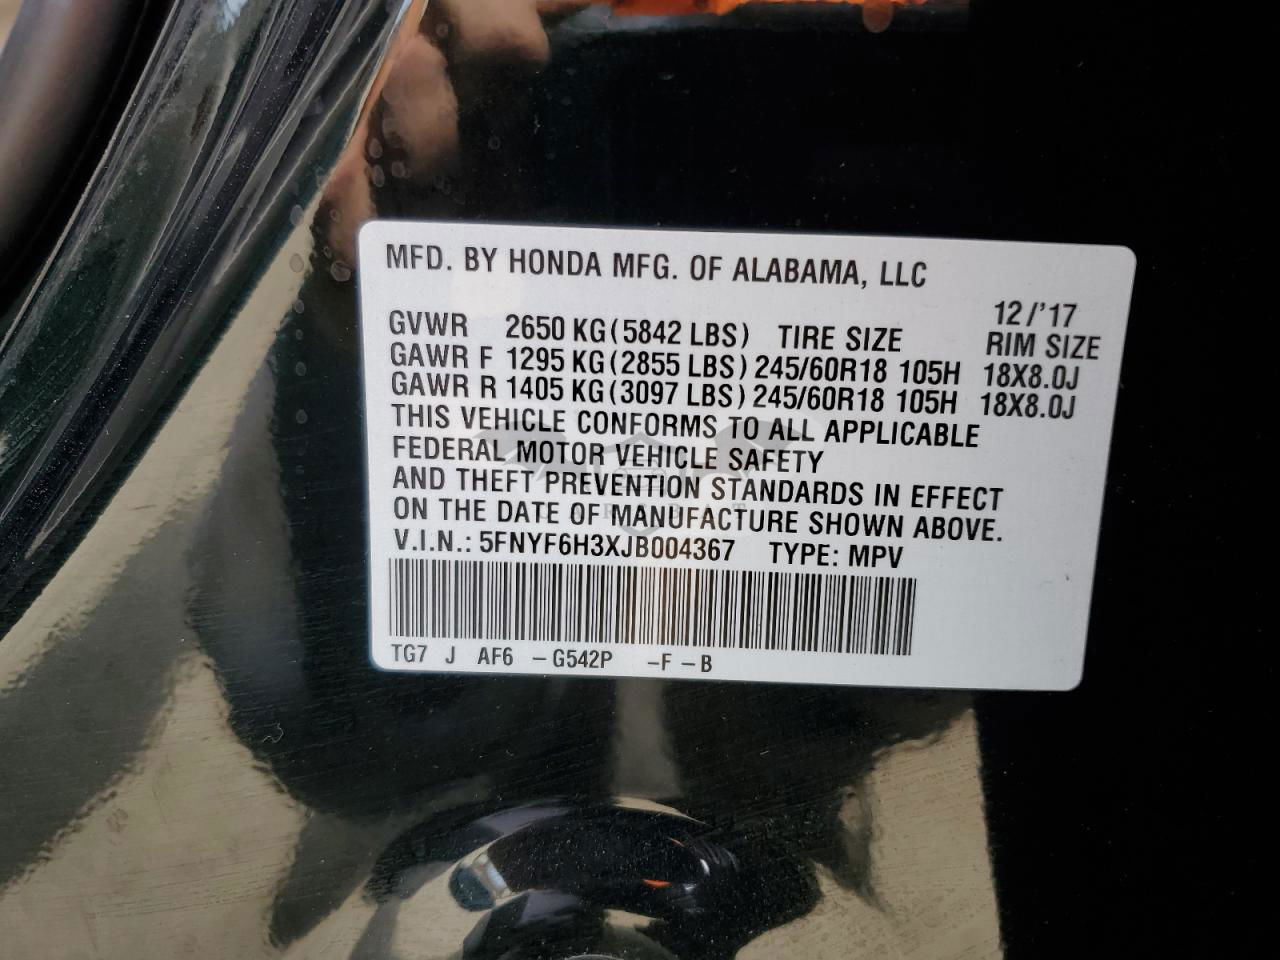 MFD. BY HONDA MFG. OF ALABAMA, LLC
12/'17
GVWR 2650 KG(5842 LBS) TIRE SIZE RIM SIZE
GAWR F 1295 KG(2855 LBS) 245/60R18 105H 18X8.0J
GAWR R 1405 KG(3097 LBS) 245/60R18 105H 18X8.0J
THIS VEHICLE CONFORMS TO ALL APPLICABLE
FEDERAL MOTOR VEHICLE SAFETY
AND THEFT PREVENTION STANDARDS IN EFFECT
ON THE DATE OF MANUFACTURE SHOWN ABOVE.
V.I.N.: 5FNYF6H3XJB004367 TYPE: MPV
TG7 J AF6 -G542P -F -B